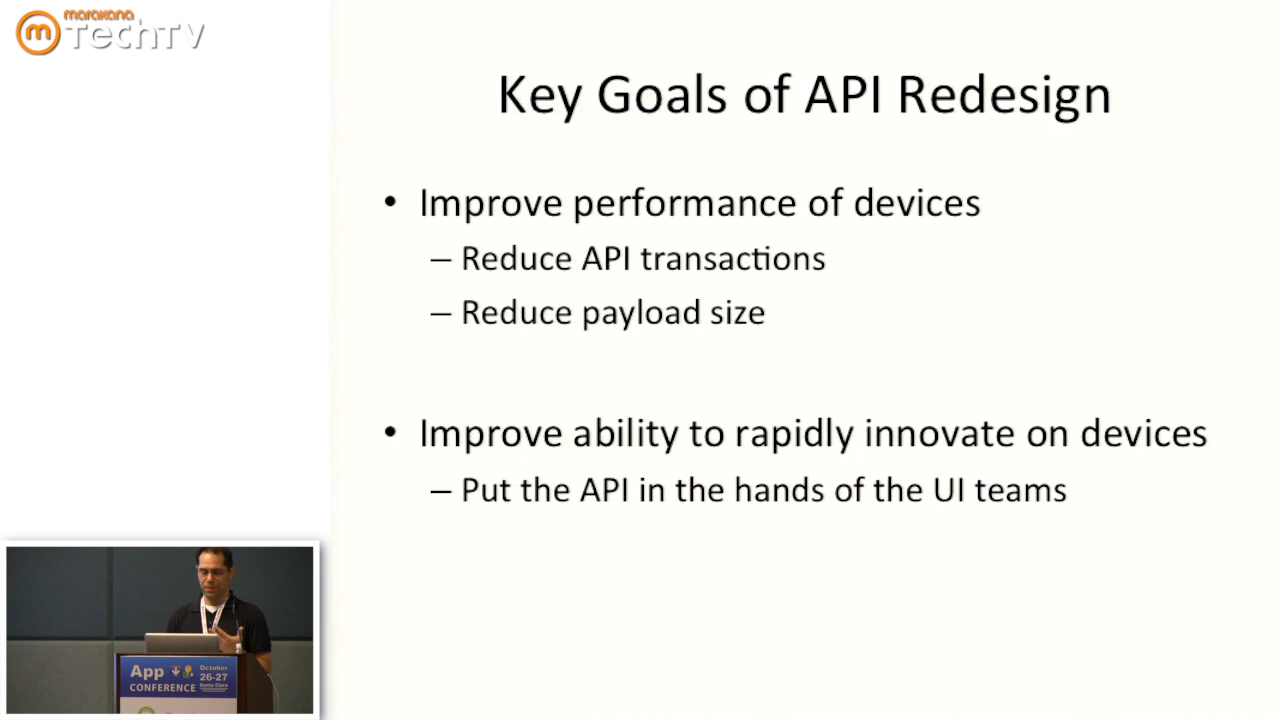 marakana
TechTV
Key Goals of API Redesign
• Improve performance of devices
– Reduce API transactions
– Reduce payload size
• Improve ability to rapidly innovate on devices
– Put the API in the hands of the UI teams
App
CONFERENCE
October
26-27
Santa Clara